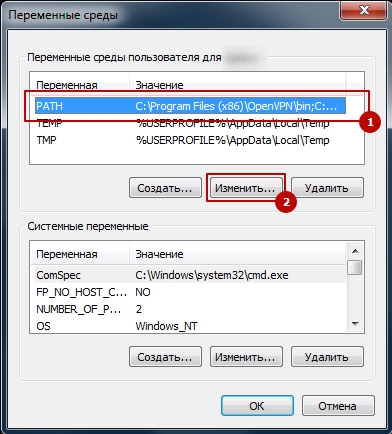 Переменные среды
Переменные среды пользователя для
Переменная Значение
PATH C:\Program Files (x86)\OpenVPN\bin;C:...
TEMP %USERPROFILE%\AppData\Local\Temp
TMP %USERPROFILE%\AppData\Local\Temp
1
Создать... Изменить... Удалить
2
Системные переменные
Переменная Значение
ComSpec C:\Windows\system32\cmd.exe
FP_NO_HOST_C... NO
NUMBER_OF_P... 2
OS Windows_NT
Создать... Изменить... Удалить
ОК Отмена